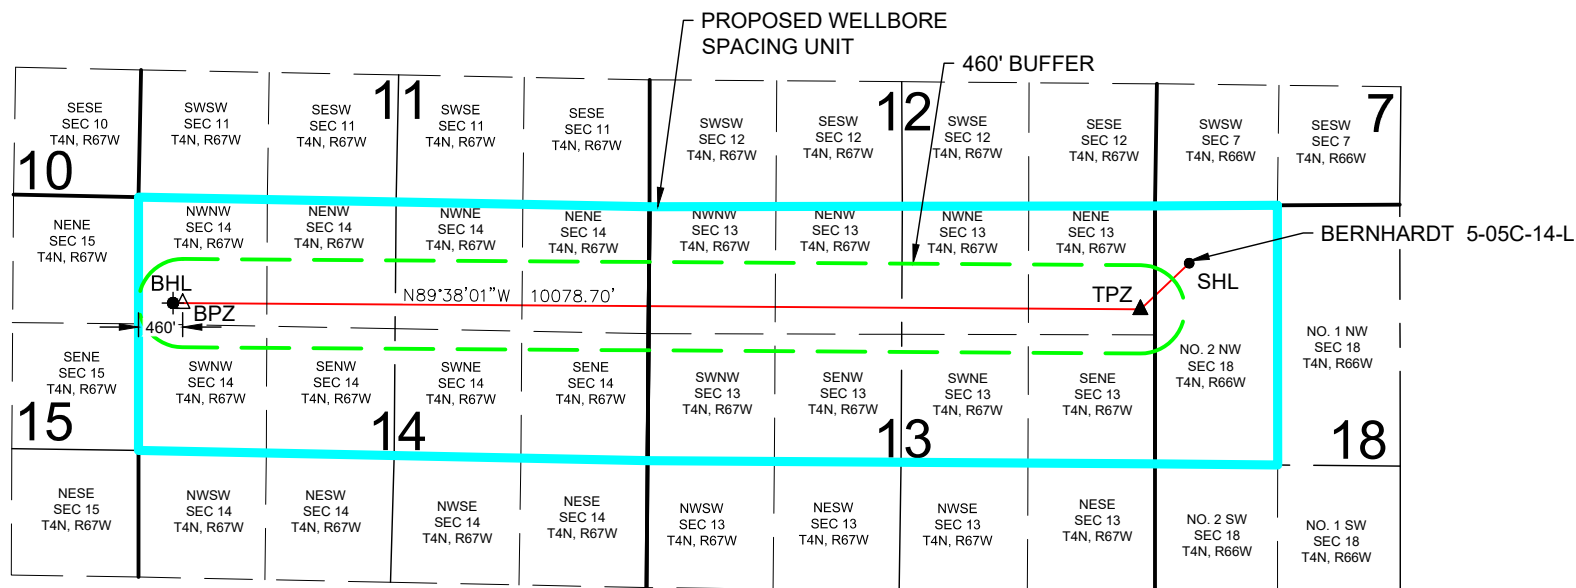 PROPOSED WELLBORE
SPACING UNIT
460' BUFFER
SESE
SEC 10
T4N, R67W
10
SWSW
SEC 11
T4N, R67W
SESW
SEC 11
T4N, R67W
11
SWSE
SEC 11
T4N, R67W
SESE
SEC 11
T4N, R67W
SWSW
SEC 12
T4N, R67W
SESW
SEC 12
T4N, R67W
12
SWSE
SEC 12
T4N, R67W
SESE
SEC 12
T4N, R67W
SWSW
SEC 7
T4N, R66W
SESW
SEC 7
T4N, R66W
7
NENE
SEC 15
T4N, R67W
NWNW
SEC 14
T4N, R67W
NENW
SEC 14
T4N, R67W
NWNE
SEC 14
T4N, R67W
NENE
SEC 14
T4N, R67W
NWNW
SEC 13
T4N, R67W
NENW
SEC 13
T4N, R67W
NWNE
SEC 13
T4N, R67W
NENE
SEC 13
T4N, R67W
BERNHARDT 5-05C-14-L
SHL
BHL
BPZ
460'
N89°38'01"W 10078.70'
TPZ
SENE
SEC 15
T4N, R67W
15
SWNW
SEC 14
T4N, R67W
SENW
SEC 14
T4N, R67W
14
SWNE
SEC 14
T4N, R67W
SENE
SEC 14
T4N, R67W
SWNW
SEC 13
T4N, R67W
SENW
SEC 13
T4N, R67W
13
SWNE
SEC 13
T4N, R67W
SENE
SEC 13
T4N, R67W
NO. 2 NW
SEC 18
T4N, R66W
NO. 1 NW
SEC 18
T4N, R66W
18
NESE
SEC 15
T4N, R67W
NWSW
SEC 14
T4N, R67W
NESW
SEC 14
T4N, R67W
NWSE
SEC 14
T4N, R67W
NESE
SEC 14
T4N, R67W
NWSW
SEC 13
T4N, R67W
NESW
SEC 13
T4N, R67W
NWSE
SEC 13
T4N, R67W
NESE
SEC 13
T4N, R67W
NO. 2 SW
SEC 18
T4N, R66W
NO. 1 SW
SEC 18
T4N, R66W